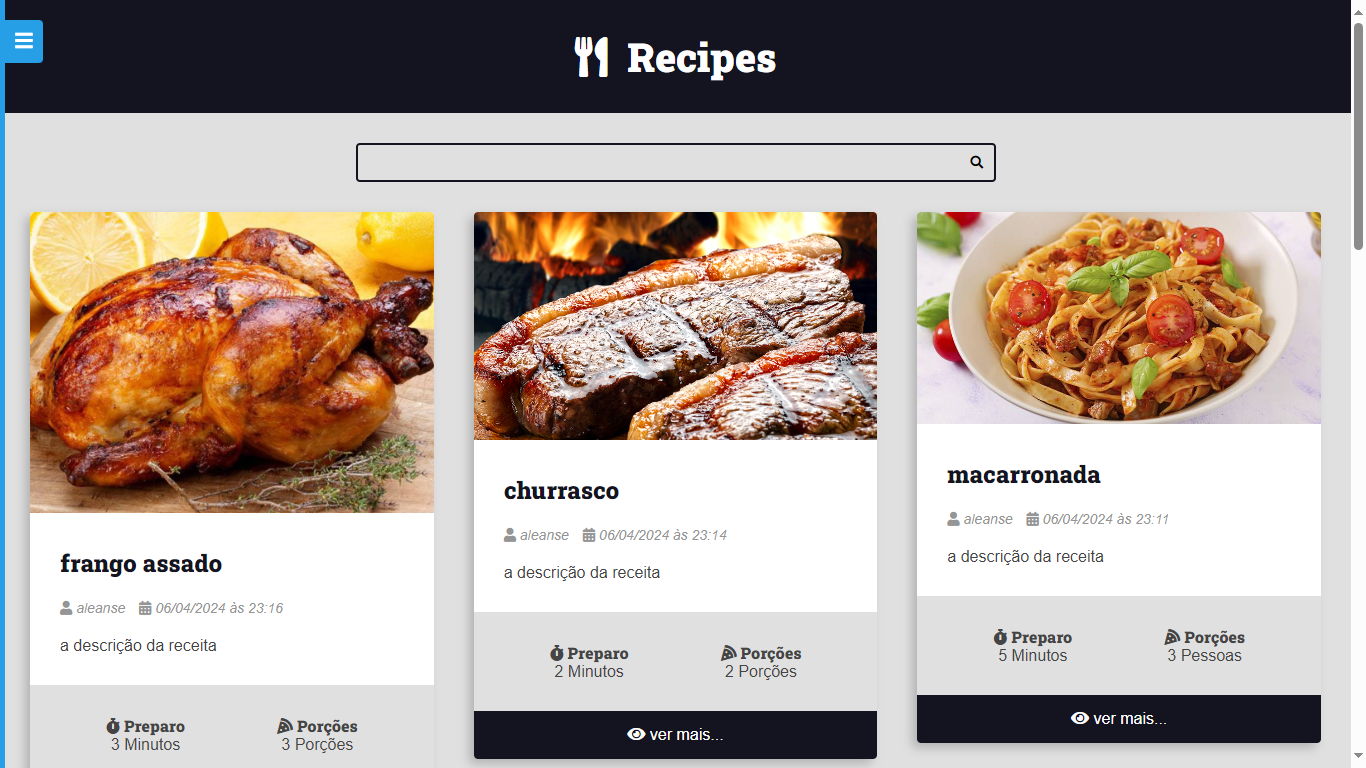 Recipes
frango assado
aleanse 06/04/2024 às 23:16
a descrição da receita
Preparo Porções
3 Minutos 3 Porções
churrasco
aleanse 06/04/2024 às 23:14
a descrição da receita
Preparo Porções
2 Minutos 2 Porções
ver mais...
macarronada
aleanse 06/04/2024 às 23:11
a descrição da receita
Preparo Porções
5 Minutos 3 Pessoas
ver mais...